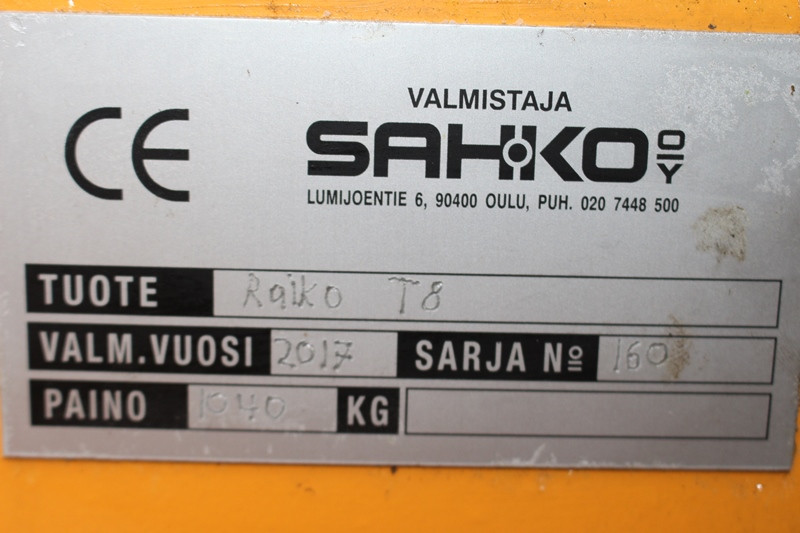 CE
VALMISTAJA
SAHKO OY
LUMIJOENTIE 6, 90400 OULU, PUH. 020 7448 500
TUOTE Raiko T8
VALM.VUOSI 2017 SARJA Nº 160
PAINO 1040 KG